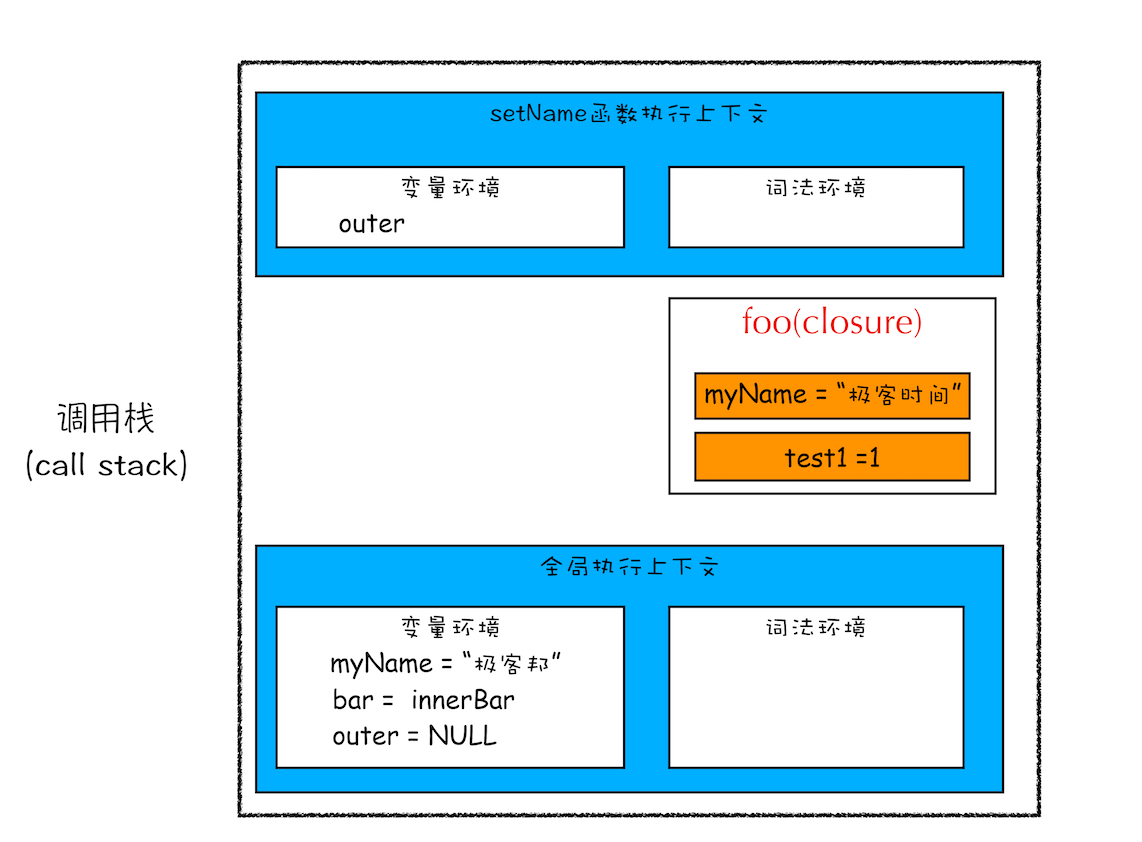 setName函数执行上下文
变量环境
outer
词法环境
foo(closure)
myName = “极客时间”
test1 =1
调用栈
(call stack)
全局执行上下文
变量环境
myName = “极客邦”
bar = innerBar
outer = NULL
词法环境